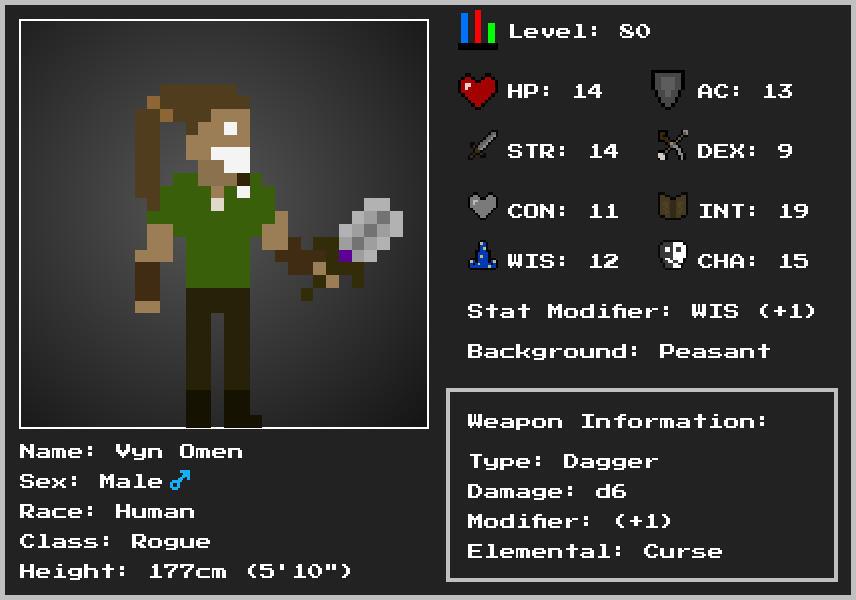 Level: 80
HP: 14
AC: 13
STR: 14
DEX: 9
CON: 11
INT: 19
WIS: 12
CHA: 15
Stat Modifier: WIS (+1)
Background: Peasant
Weapon Information:
Type: Dagger
Damage: d6
Modifier: (+1)
Elemental: Curse
Name: Vyn Omen
Sex: Male ♂
Race: Human
Class: Rogue
Height: 177cm (5'10")